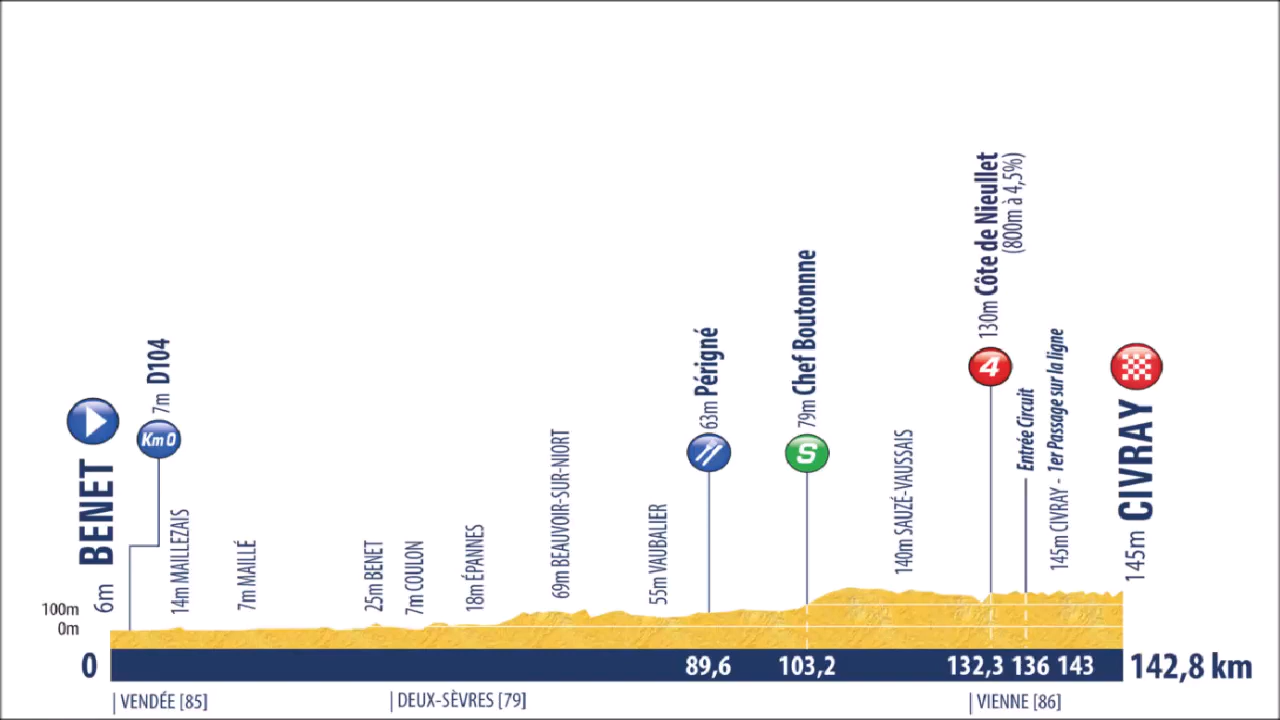 BENET
6m
Km 0
7m D104
14m MAILLEZAIS
7m MAILLÉ
25m BENET
7m COULON
18m ÉPANNES
69m BEAUVOIR-SUR-NIORT
55m VAUBALIER
63m Périgné
79m Chef Boutonnne
S
140m SAUZÉ-VAUSSAIS
130m Côte de Nieullet
(800m à 4,5%)
4
Entrée Circuit
145m CIVRAY - 1er Passage sur la ligne
145m CIVRAY
100m
0m
0
89,6
103,2
132,3
136
143
142,8 km
VENDÉE [85]
DEUX-SÈVRES [79]
VIENNE [86]